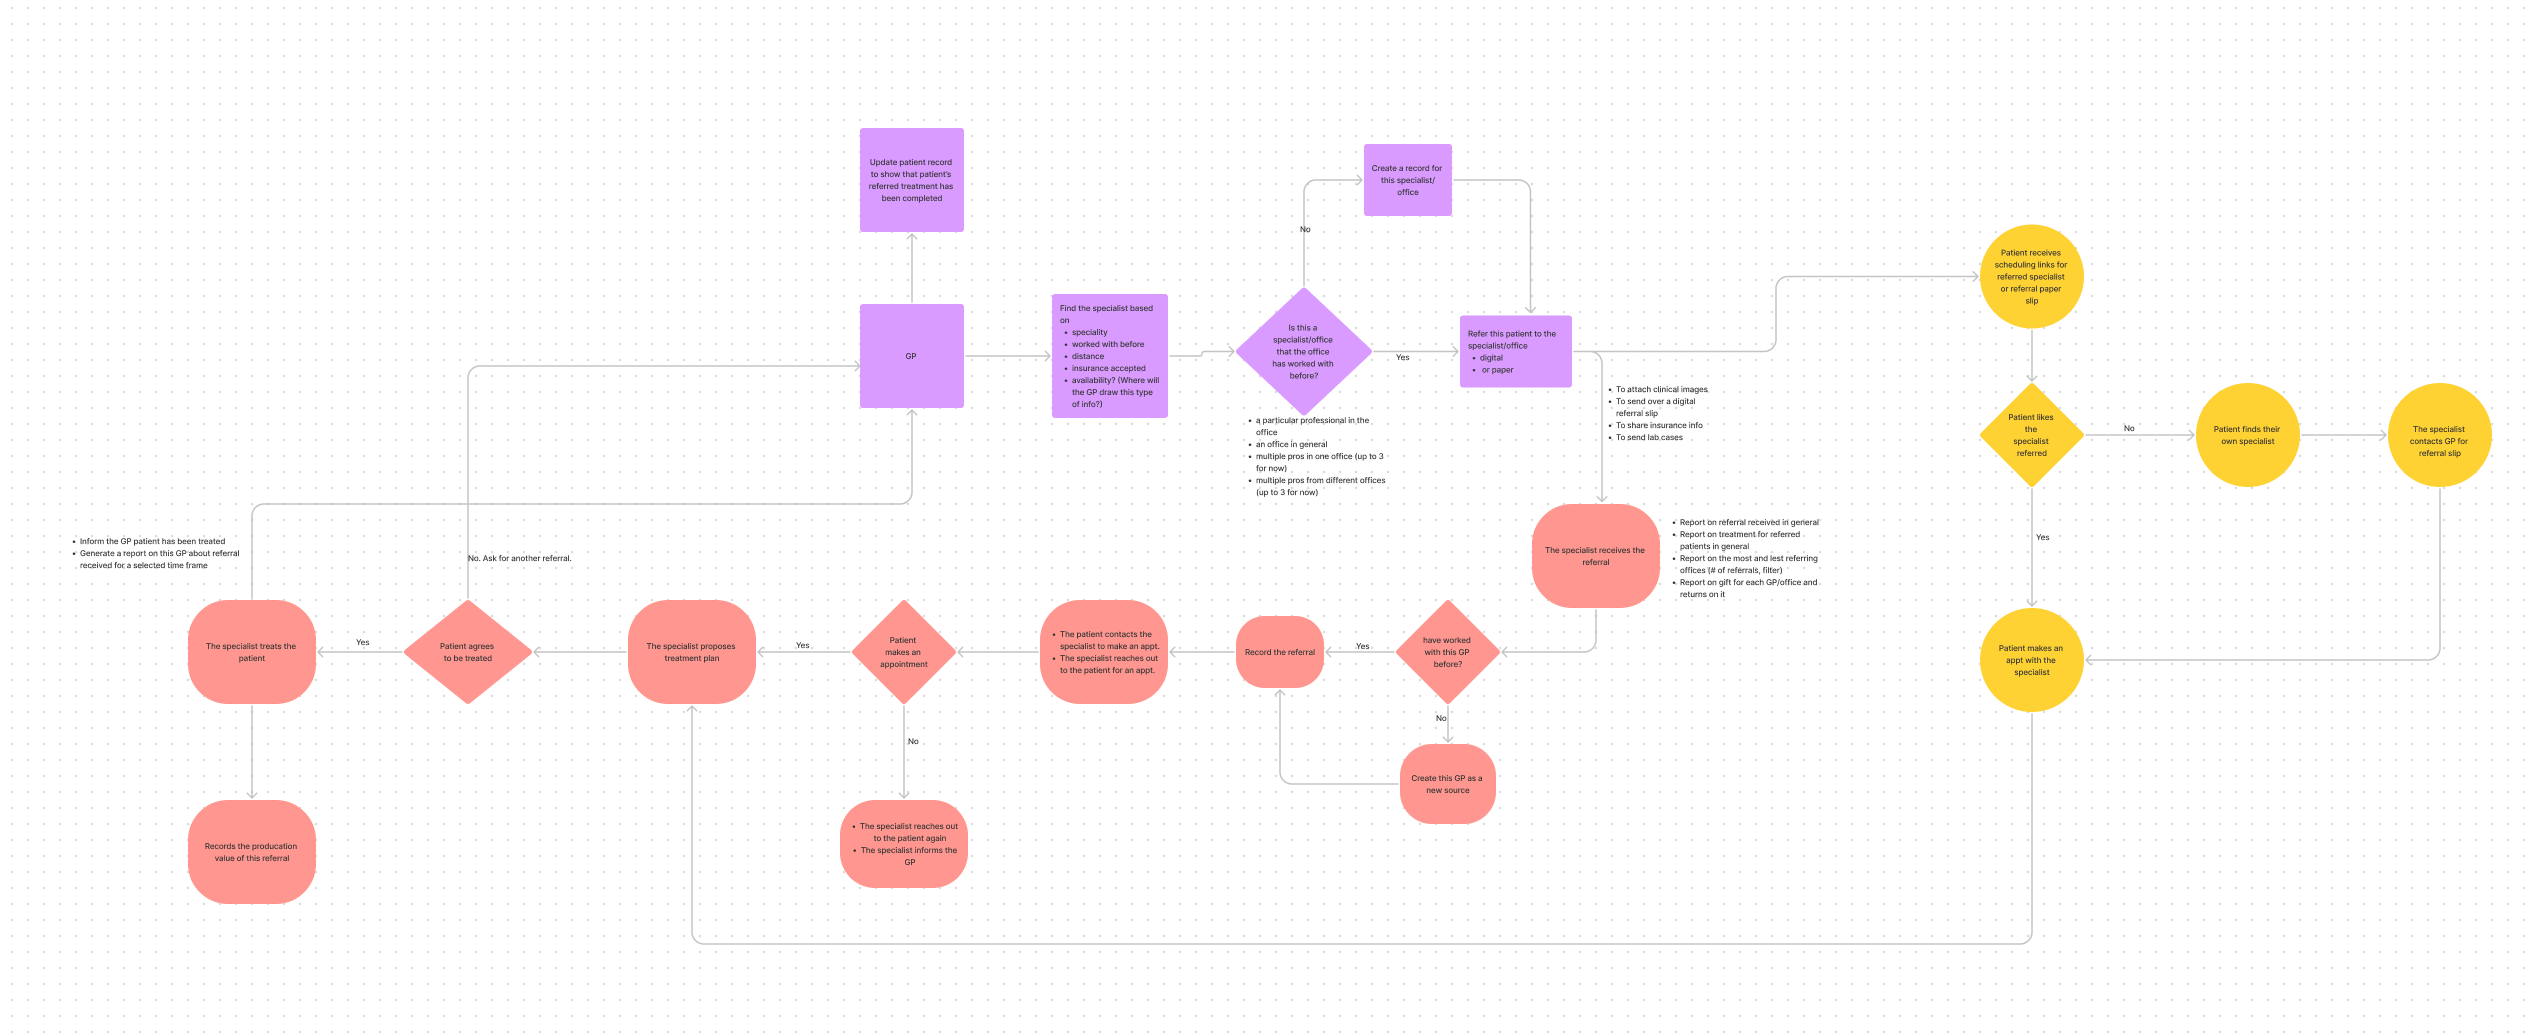 Update patient record
to show that patient's
referred treatment has
been completed
Create a record for
this specialist/
office
No
Patient receives
scheduling links for
referred specialist
or referral paper
slip
GP
Find the specialist based
on
• speciality
• worked with before
• distance
• insurance accepted
• availability? (Where will
the GP draw this type
of info?)
Is this a
specialist/office
that the office
has worked with
before?
Yes
Refer this patient to the
specialist/office
• digital
• or paper
• a particular professional in the
office
• an office in general
• multiple pros in one office (up to 3
for now)
• multiple pros from different offices
(up to 3 for now)
• To attach clinical images
• To send over a digital
referral slip
• To share insurance info
• To send lab cases
Patient likes
the
specialist
referred
No
Patient finds their
own specialist
The specialist
contacts GP for
referral slip
Yes
• Inform the GP patient has been treated
• Generate a report on this GP about referral
received for a selected time frame
No. Ask for another referral.
The specialist receives the
referral
• Report on referral received in general
• Report on treatment for referred
patients in general
• Report on the most and lest referring
offices (# of referrals, filter)
• Report on gift for each GP/office and
returns on it
The specialist treats the
patient
Yes
Patient agrees
to be treated
The specialist proposes
treatment plan
Yes
Patient
makes an
appointment
• The patient contacts the
specialist to make an appt.
• The specialist reaches out
to the patient for an appt.
Record the referral
Yes
have worked
with this GP
before?
Patient makes an
appt with the
specialist
No
No
Create this GP as a
new source
Records the producation
value of this referral
• The specialist reaches out
to the patient again
• The specialist informs the
GP